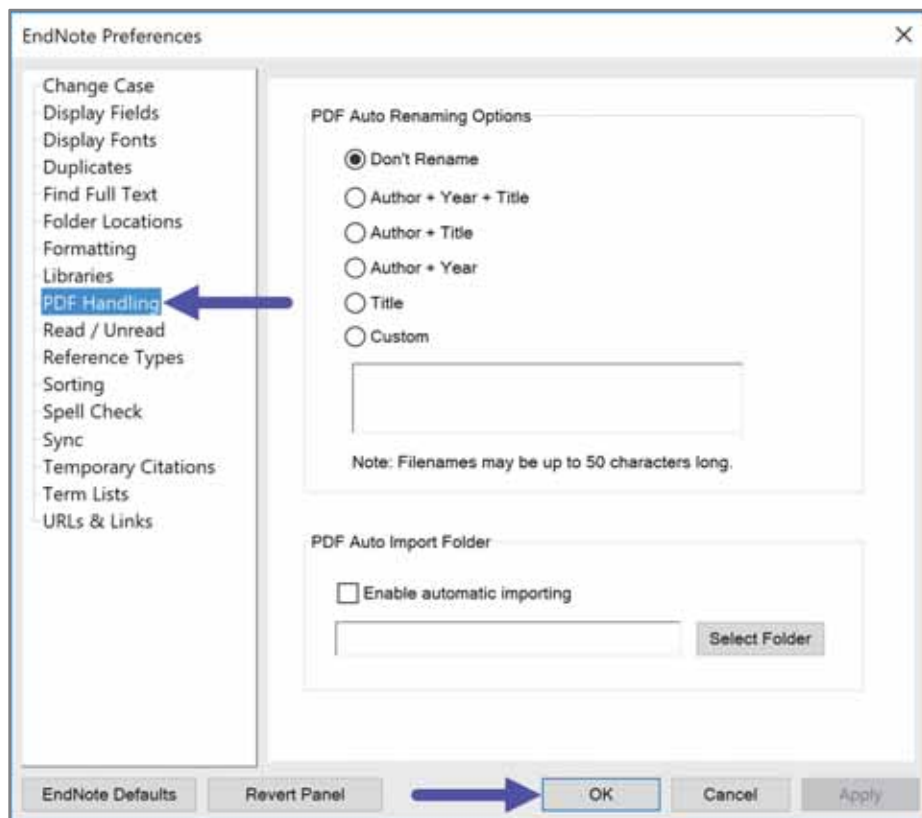 EndNote Preferences
Change Case
Display Fields
Display Fonts
Duplicates
Find Full Text
Folder Locations
Formatting
Libraries
PDF Handling
Read / Unread
Reference Types
Sorting
Spell Check
Sync
Temporary Citations
Term Lists
URLs & Links
PDF Auto Renaming Options
Don't Rename
Author + Year + Title
Author + Title
Author + Year
Title
Custom
Note: Filenames may be up to 50 characters long.
PDF Auto Import Folder
Enable automatic importing
Select Folder
EndNote Defaults
Revert Panel
OK
Cancel
Apply